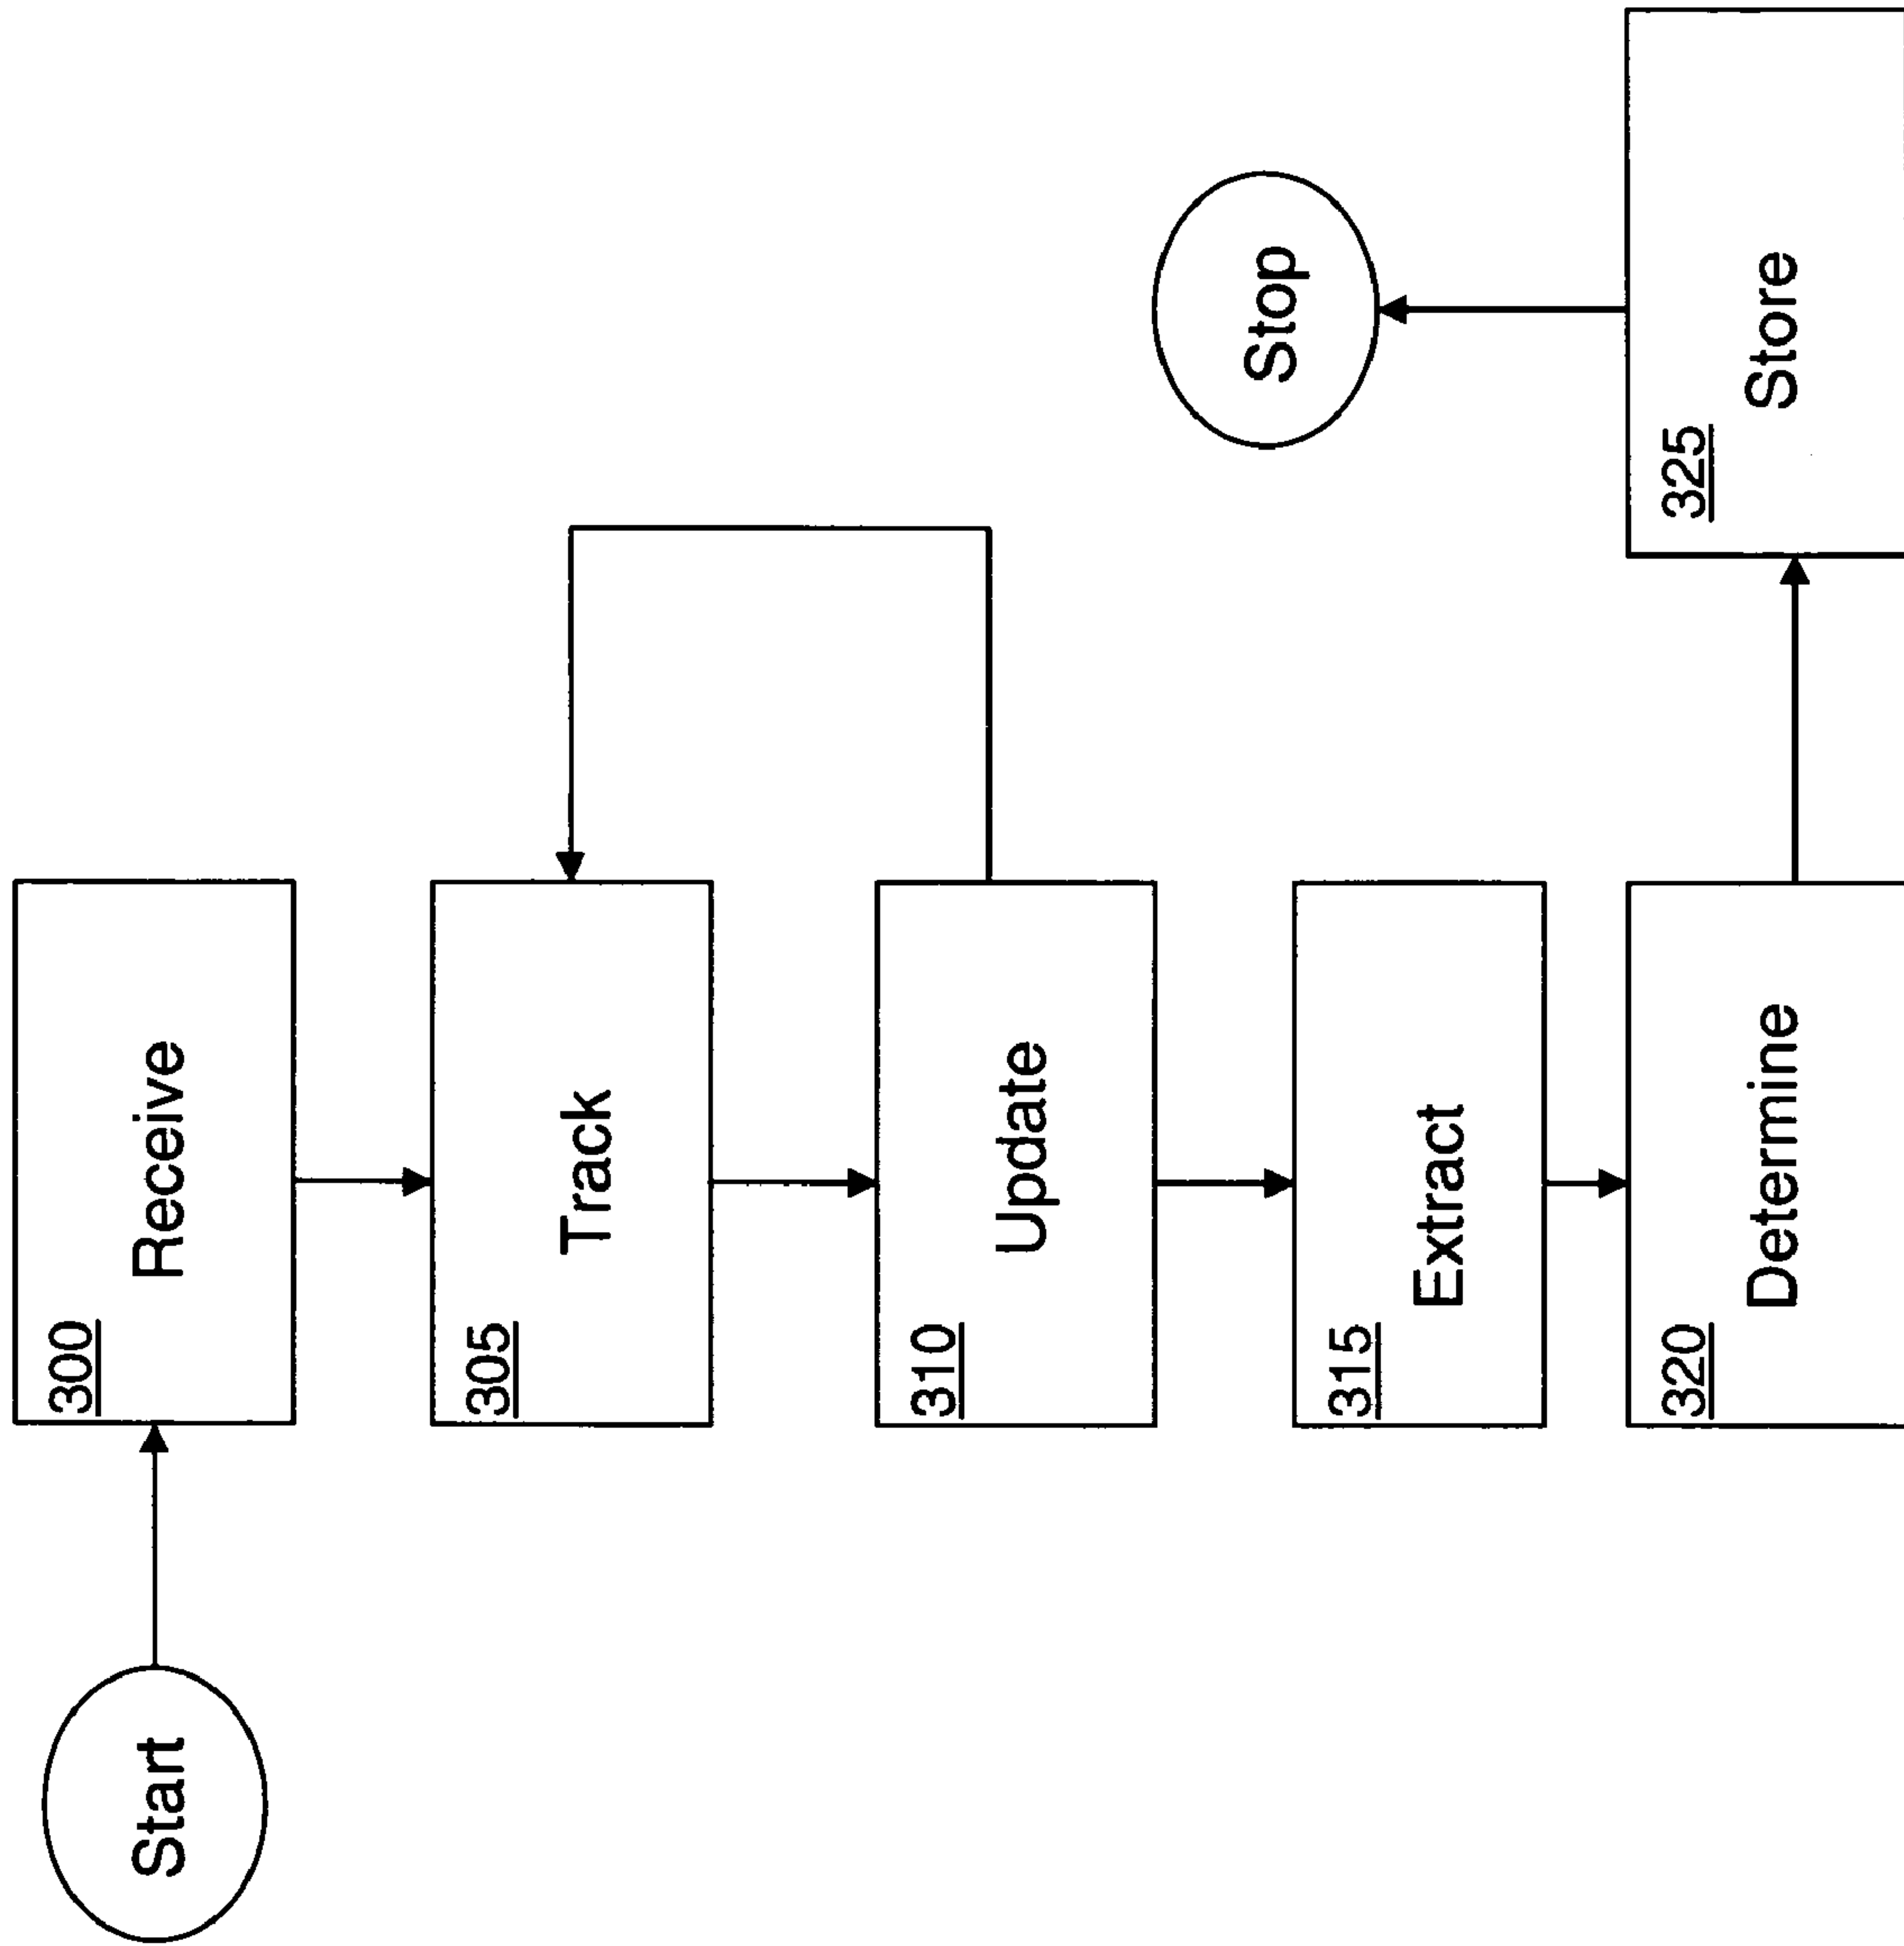 Start
300
Receive
305
Track
310
Update
315
Extract
320
Determine
325
Store
Stop